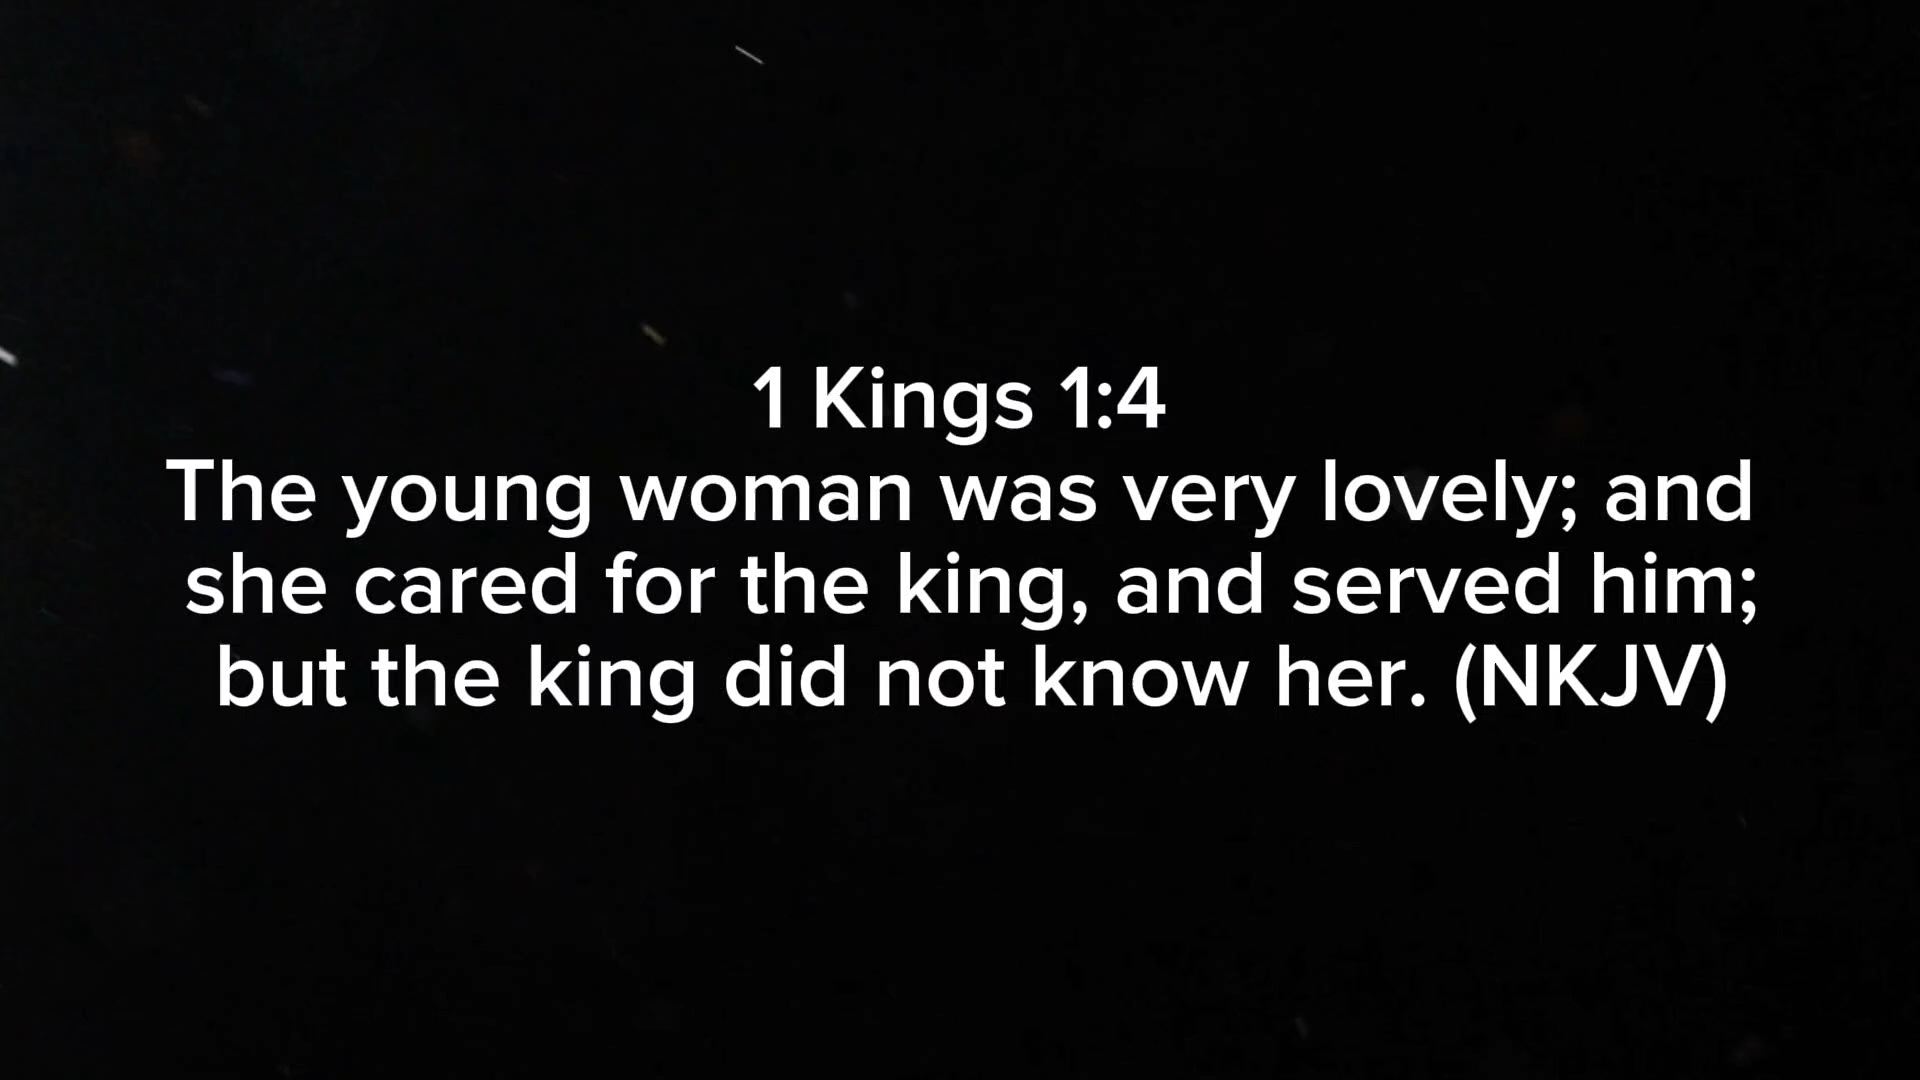 1 Kings 1:4
The young woman was very lovely; and
she cared for the king, and served him;
but the king did not know her. (NKJV)